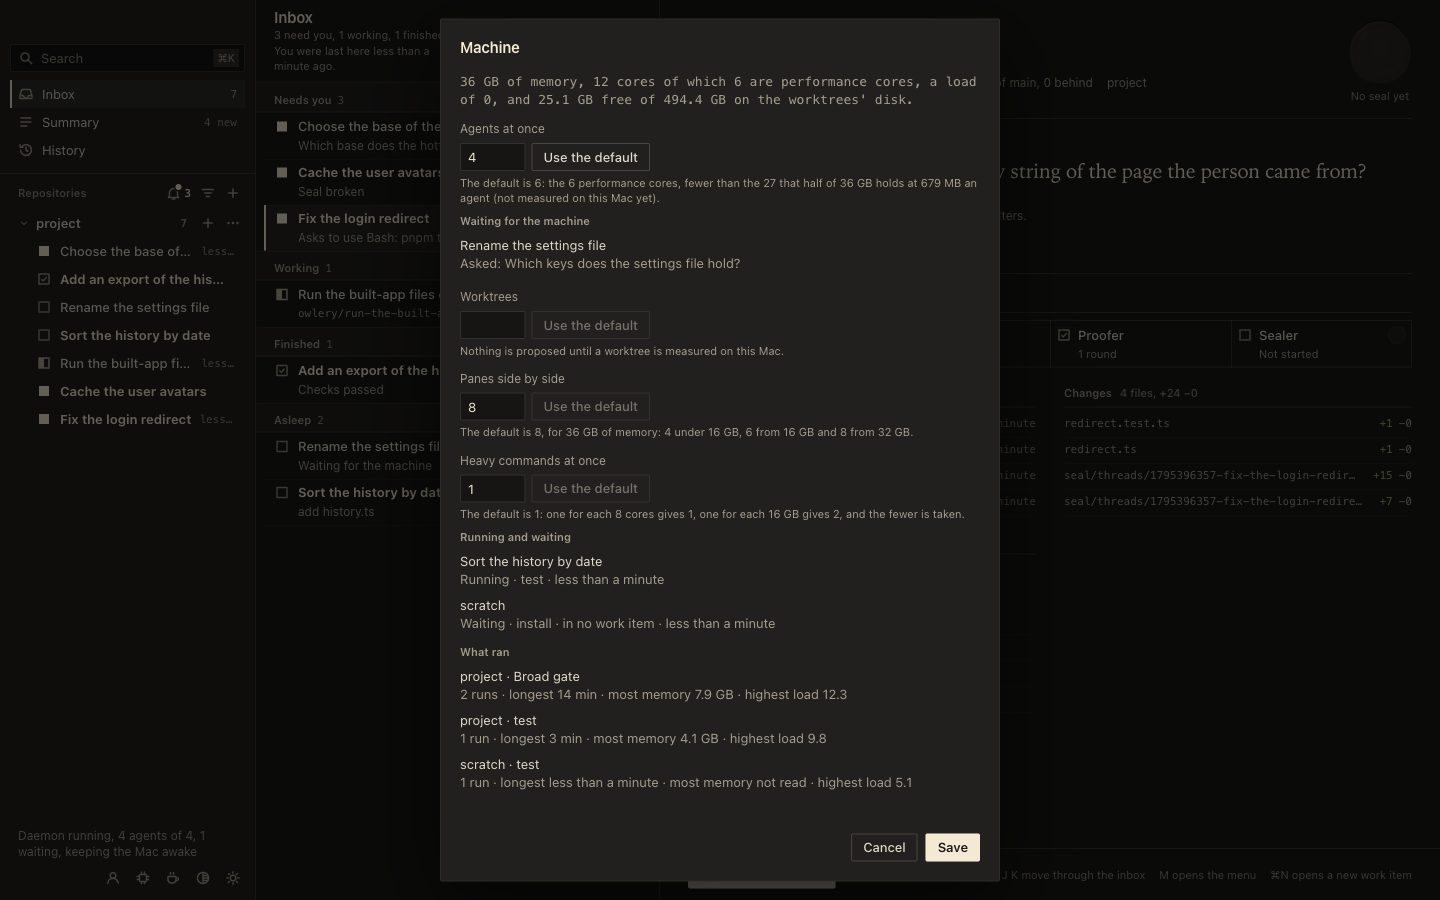 Search
⌘K
Inbox
7
Summary
4 new
History
Repositories
3
project
7
Choose the base of…
less…
Add an export of the his…
Rename the settings file
Sort the history by date
Run the built-app fi…
less…
Cache the user avatars
Fix the login redirect
less…
Daemon running, 4 agents of 4, 1
waiting, keeping the Mac awake
Inbox
3 need you, 1 working, 1 finished
You were last here less than a
minute ago.
Needs you 3
Choose the base of the
Which base does the hot
Cache the user avatars
Seal broken
Fix the login redirect
Asks to use Bash: pnpm t
Working 1
Run the built-app files
owlery/run-the-built-a
Finished 1
Add an export of the h
Checks passed
Asleep 2
Rename the settings fil
Waiting for the machine
Sort the history by dat
add history.ts
Machine
36 GB of memory, 12 cores of which 6 are performance cores, a load
of 0, and 25.1 GB free of 494.4 GB on the worktrees' disk.
Agents at once
4
Use the default
The default is 6: the 6 performance cores, fewer than the 27 that half of 36 GB holds at 679 MB an
agent (not measured on this Mac yet).
Waiting for the machine
Rename the settings file
Asked: Which keys does the settings file hold?
Worktrees
Use the default
Nothing is proposed until a worktree is measured on this Mac.
Panes side by side
8
Use the default
The default is 8, for 36 GB of memory: 4 under 16 GB, 6 from 16 GB and 8 from 32 GB.
Heavy commands at once
1
Use the default
The default is 1: one for each 8 cores gives 1, one for each 16 GB gives 2, and the fewer is taken.
Running and waiting
Sort the history by date
Running · test · less than a minute
scratch
Waiting · install · in no work item · less than a minute
What ran
project · Broad gate
2 runs · longest 14 min · most memory 7.9 GB · highest load 12.3
project · test
1 run · longest 3 min · most memory 4.1 GB · highest load 9.8
scratch · test
1 run · longest less than a minute · most memory not read · highest load 5.1
Cancel
Save
of main, 0 behind project
No seal yet
y string of the page the person came from?
ters.
Proofer
1 round
Sealer
Not started
Changes 4 files, +24 −0
minute
redirect.test.ts
+1 −0
minute
redirect.ts
+1 −0
minute
seal/threads/1795396357-fix-the-login-redir…
+15 −0
minute
seal/threads/1795396357-fix-the-login-redire…
+7 −0
J K move through the inbox
M opens the menu
⌘N opens a new work item